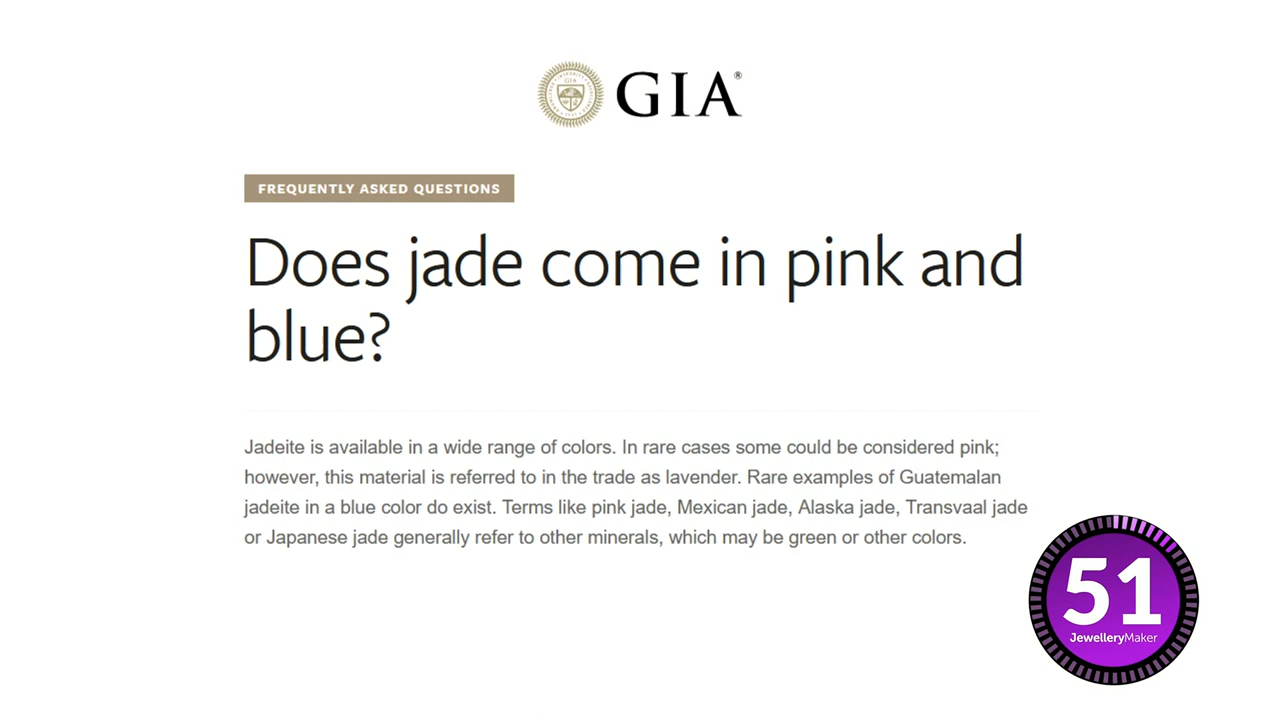 GIA®
FREQUENTLY ASKED QUESTIONS
Does jade come in pink and
blue?
Jadeite is available in a wide range of colors. In rare cases some could be considered pink;
however, this material is referred to in the trade as lavender. Rare examples of Guatemalan
jadeite in a blue color do exist. Terms like pink jade, Mexican jade, Alaska jade, Transvaal jade
or Japanese jade generally refer to other minerals, which may be green or other colors.
51
JewelleryMaker